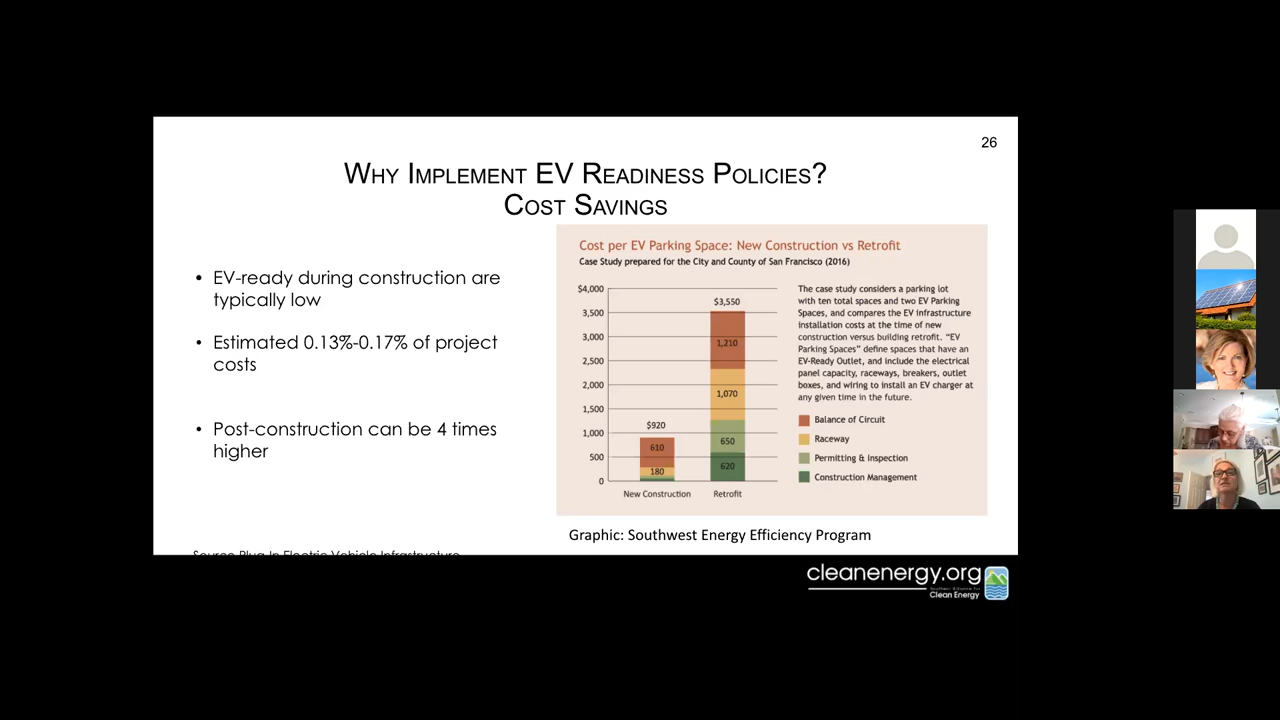 26
WHY IMPLEMENT EV READINESS POLICIES?
COST SAVINGS
• EV-ready during construction are
typically low
• Estimated 0.13%-0.17% of project
costs
• Post-construction can be 4 times
higher
Cost per EV Parking Space: New Construction vs Retrofit
Case Study prepared for the City and County of San Francisco (2016)
$4,000
3,500
3,000
2,500
2,000
1,500
1,000
500
0
$920
610
180
$3,550
1,210
1,070
650
620
New Construction
Retrofit
The case study considers a parking lot
with ten total spaces and two EV Parking
Spaces, and compares the EV infrastructure
installation costs at the time of new
construction versus building retrofit. "EV
Parking Spaces" define spaces that have an
EV-Ready Outlet, and include the electrical
panel capacity, raceways, breakers, outlet
boxes, and wiring to install an EV charger at
any given time in the future.
Balance of Circuit
Raceway
Permitting & Inspection
Construction Management
Graphic: Southwest Energy Efficiency Program
Source Plug-In Electric Vehicle Infrastructure
cleanenergy.org
Southern Alliance for
Clean Energy